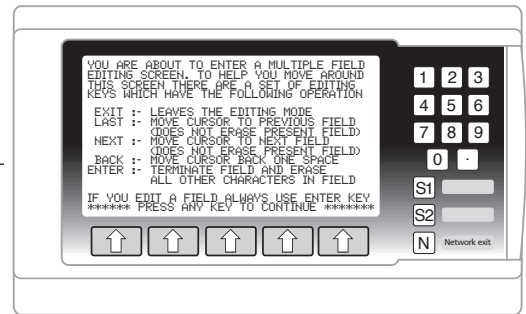 YOU ARE ABOUT TO ENTER A MULTIPLE FIELD
EDITING SCREEN. TO HELP YOU MOVE AROUND
THIS SCREEN THERE ARE A SET OF EDITING
KEYS WHICH HAVE THE FOLLOWING OPERATION
EXIT :- LEAVES THE EDITING MODE
LAST :- MOVE CURSOR TO PREVIOUS FIELD
(DOES NOT ERASE PRESENT FIELD)
NEXT :- MOVE CURSOR TO NEXT FIELD
(DOES NOT ERASE PRESENT FIELD)
BACK :- MOVE CURSOR BACK ONE SPACE
ENTER :- TERMINATE FIELD AND ERASE
ALL OTHER CHARACTERS IN FIELD
IF YOU EDIT A FIELD ALWAYS USE ENTER KEY
****** PRESS ANY KEY TO CONTINUE *******
1 2 3
4 5 6
7 8 9
0 .
S1
S2
N Network exit